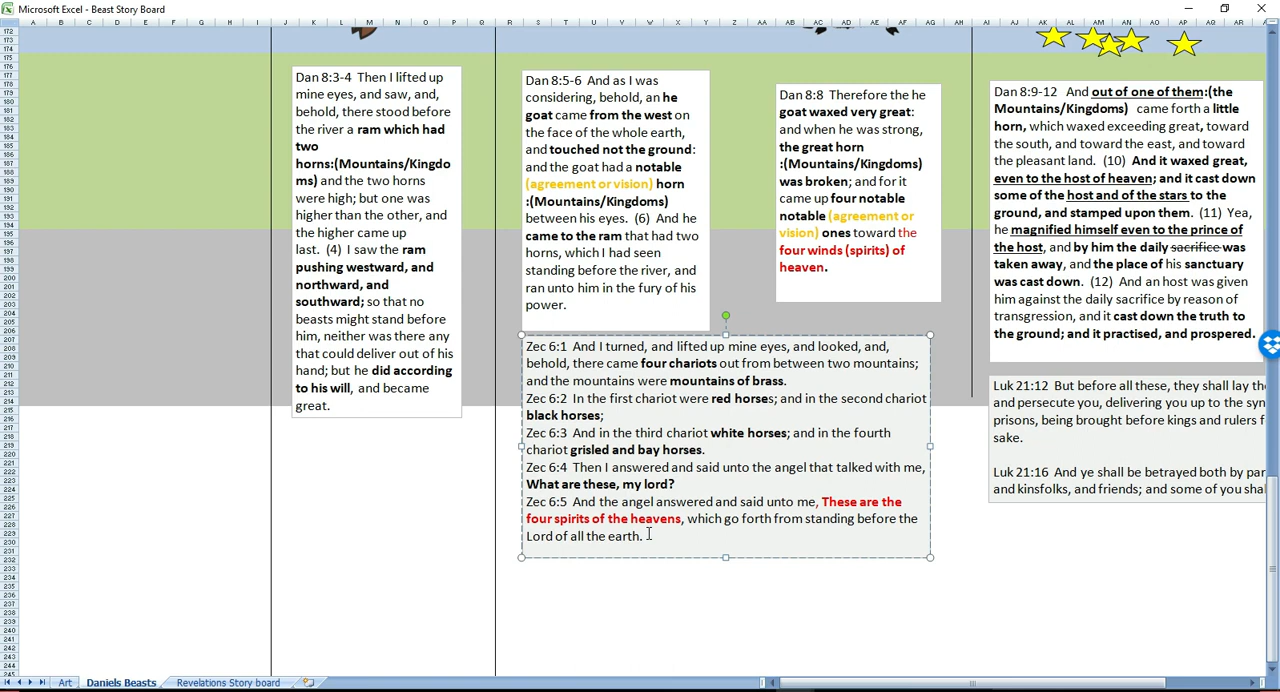 Microsoft Excel - Beast Story Board
J K L M N O P Q R S T U V W X Y Z AA AB AC AD AE AF AG AH AI AJ AK AL AM AN AO AP AQ AR
Dan 8:3-4 Then I lifted up
mine eyes, and saw, and,
behold, there stood before
the river a ram which had
two
horns:(Mountains/Kingdo
ms) and the two horns
were high; but one was
higher than the other, and
the higher came up
last. (4) I saw the ram
pushing westward, and
northward, and
southward; so that no
beasts might stand before
him, neither was there any
that could deliver out of his
hand; but he did according
to his will, and became
great.
Dan 8:5-6 And as I was
considering, behold, an he
goat came from the west on
the face of the whole earth,
and touched not the ground:
and the goat had a notable
(agreement or vision) horn
:(Mountains/Kingdoms)
between his eyes. (6) And he
came to the ram that had two
horns, which I had seen
standing before the river, and
ran unto him in the fury of his
power.
Dan 8:8 Therefore the he
goat waxed very great:
and when he was strong,
the great horn
:(Mountains/Kingdoms)
was broken; and for it
came up four notable
notable (agreement or
vision) ones toward the
four winds (spirits) of
heaven.
Dan 8:9-12 And out of one of them:(the
Mountains/Kingdoms) came forth a little
horn, which waxed exceeding great, toward
the south, and toward the east, and toward
the pleasant land. (10) And it waxed great,
even to the host of heaven; and it cast down
some of the host and of the stars to the
ground, and stamped upon them. (11) Yea,
he magnified himself even to the prince of
the host, and by him the daily sacrifice was
taken away, and the place of his sanctuary
was cast down. (12) And an host was given
him against the daily sacrifice by reason of
transgression, and it cast down the truth to
the ground; and it practised, and prospered.
Zec 6:1 And I turned, and lifted up mine eyes, and looked, and,
behold, there came four chariots out from between two mountains;
and the mountains were mountains of brass.
Zec 6:2 In the first chariot were red horses; and in the second chariot
black horses;
Zec 6:3 And in the third chariot white horses; and in the fourth
chariot grisled and bay horses.
Zec 6:4 Then I answered and said unto the angel that talked with me,
What are these, my lord?
Zec 6:5 And the angel answered and said unto me, These are the
four spirits of the heavens, which go forth from standing before the
Lord of all the earth.
Luk 21:12 But before all these, they shall lay the
and persecute you, delivering you up to the syn
prisons, being brought before kings and rulers f
sake.
Luk 21:16 And ye shall be betrayed both by par
and kinsfolks, and friends; and some of you sha
Art Daniels Beasts Revelations Story board